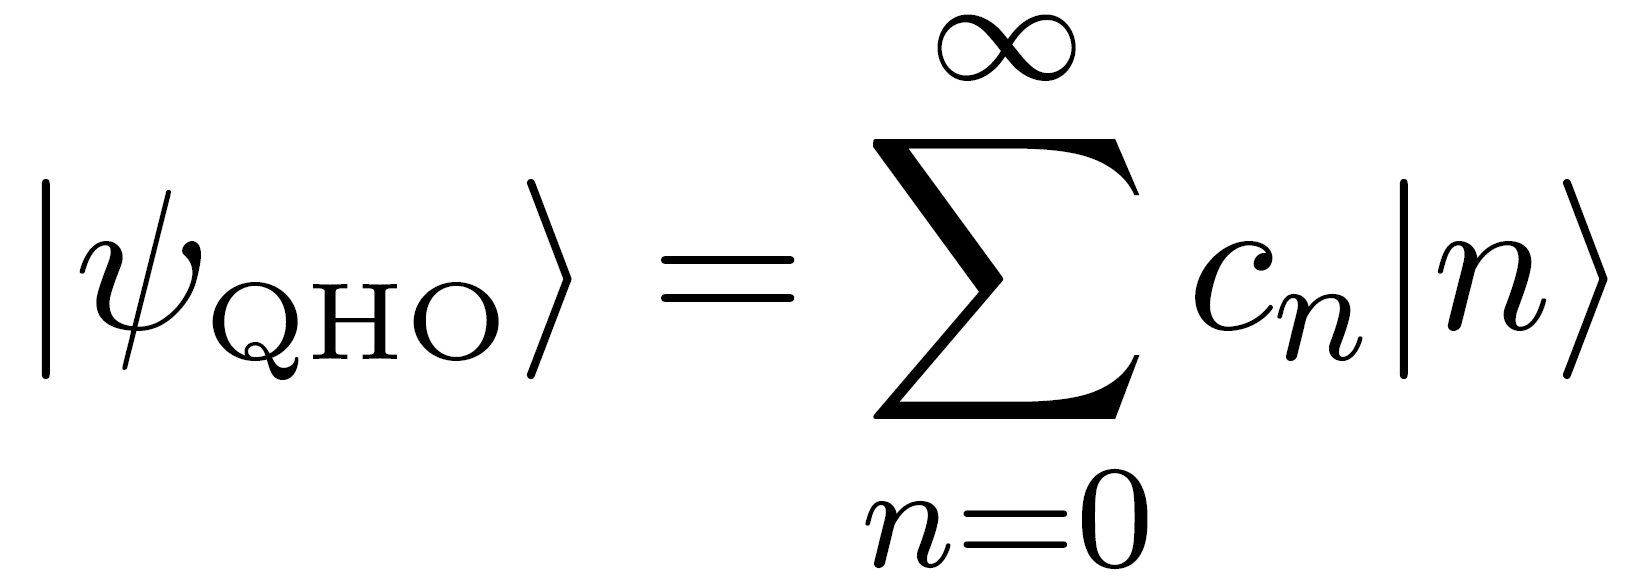 |ψ_QHO⟩ = ∑_{n=0}^{∞} c_n|n⟩